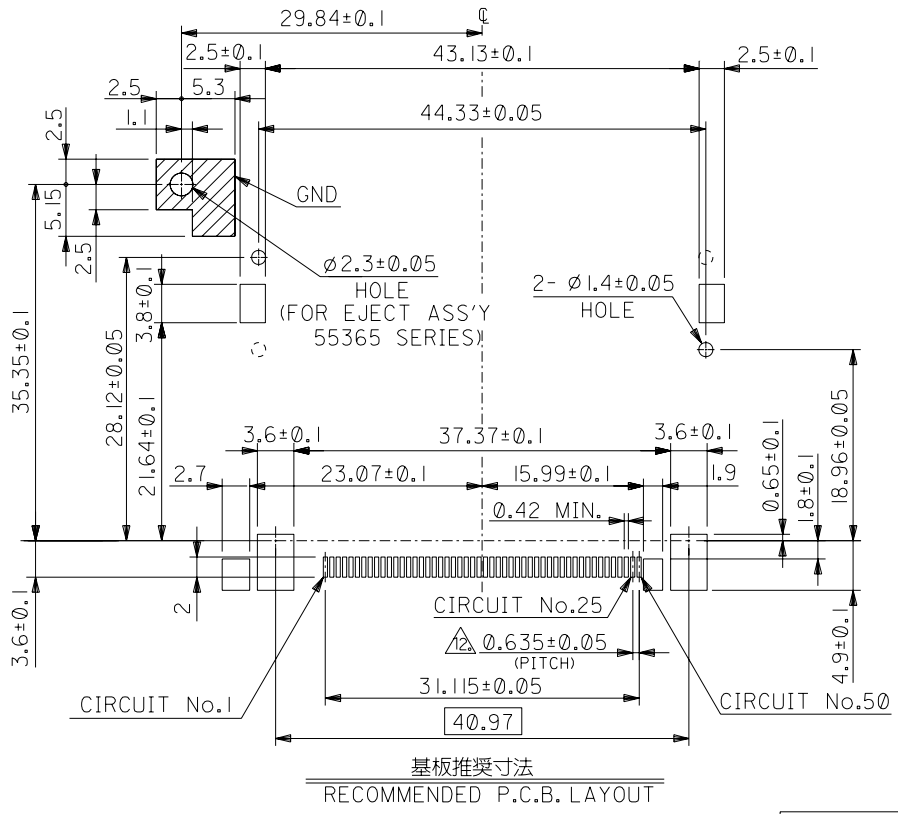 29.84±0.1
℄
2.5±0.1
43.13±0.1
2.5±0.1
2.5
5.3
1.1
44.33±0.05
2.5
5.15
2.5
GND
ø2.3±0.05
HOLE
(FOR EJECT ASS'Y
55365 SERIES)
2- ø1.4±0.05
HOLE
35.35±0.1
28.12±0.05
3.8±0.1
21.64±0.1
18.96±0.05
3.6±0.1
37.37±0.1
3.6±0.1
0.65±0.1
1.8±0.1
2.7
23.07±0.1
15.99±0.1
1.9
0.42 MIN.
3.6±0.1
2
CIRCUIT No.25
12. 0.635±0.05
(PITCH)
4.9±0.1
31.115±0.05
CIRCUIT No.1
CIRCUIT No.50
40.97
基板推奨寸法
RECOMMENDED P.C.B. LAYOUT